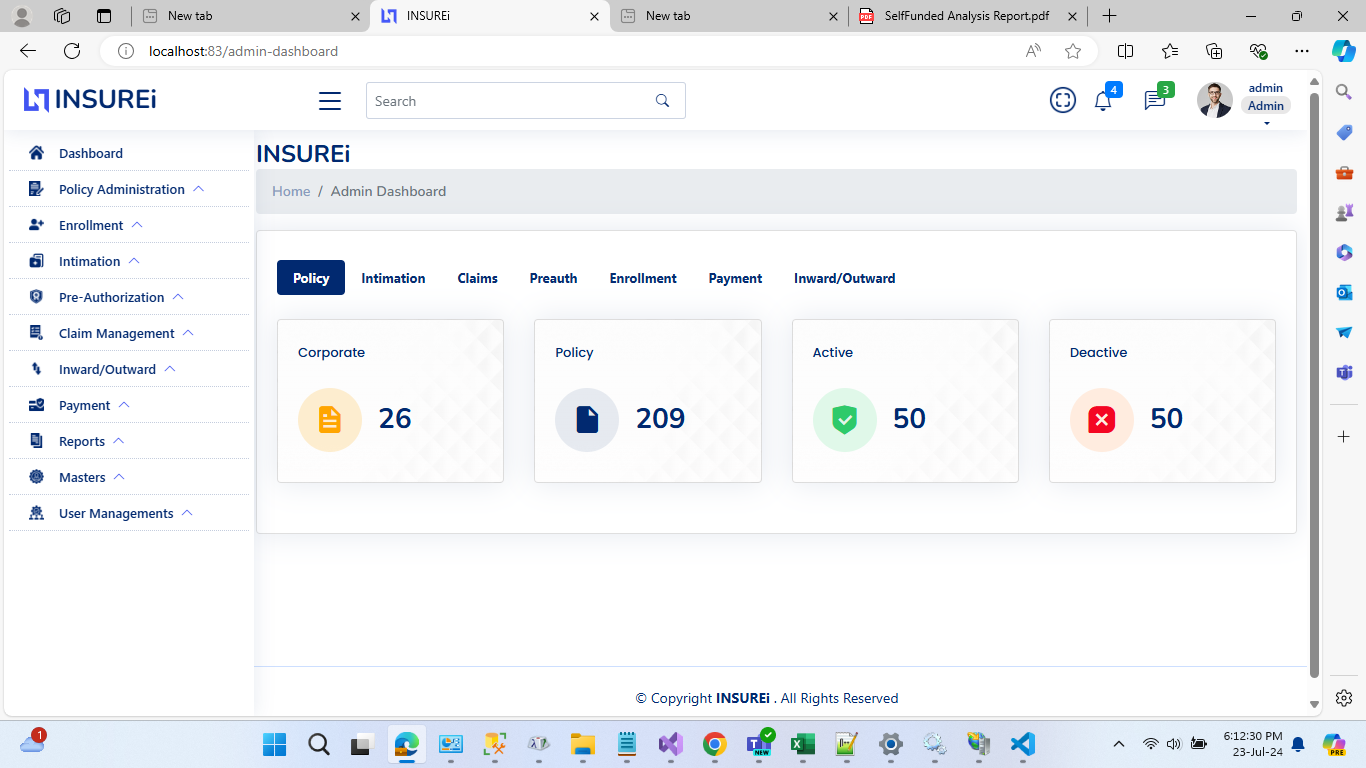 New tab
INSUREi
New tab
SelfFunded Analysis Report.pdf
localhost:83/admin-dashboard
INSUREi
Search
4
3
admin
Admin
Dashboard
Policy Administration
Enrollment
Intimation
Pre-Authorization
Claim Management
Inward/Outward
Payment
Reports
Masters
User Managements
INSUREi
Home / Admin Dashboard
Policy Intimation Claims Preauth Enrollment Payment Inward/Outward
Corporate
26
Policy
209
Active
50
Deactive
50
© Copyright INSUREi . All Rights Reserved
1
NEW
6:12:30 PM
23-Jul-24
PRE